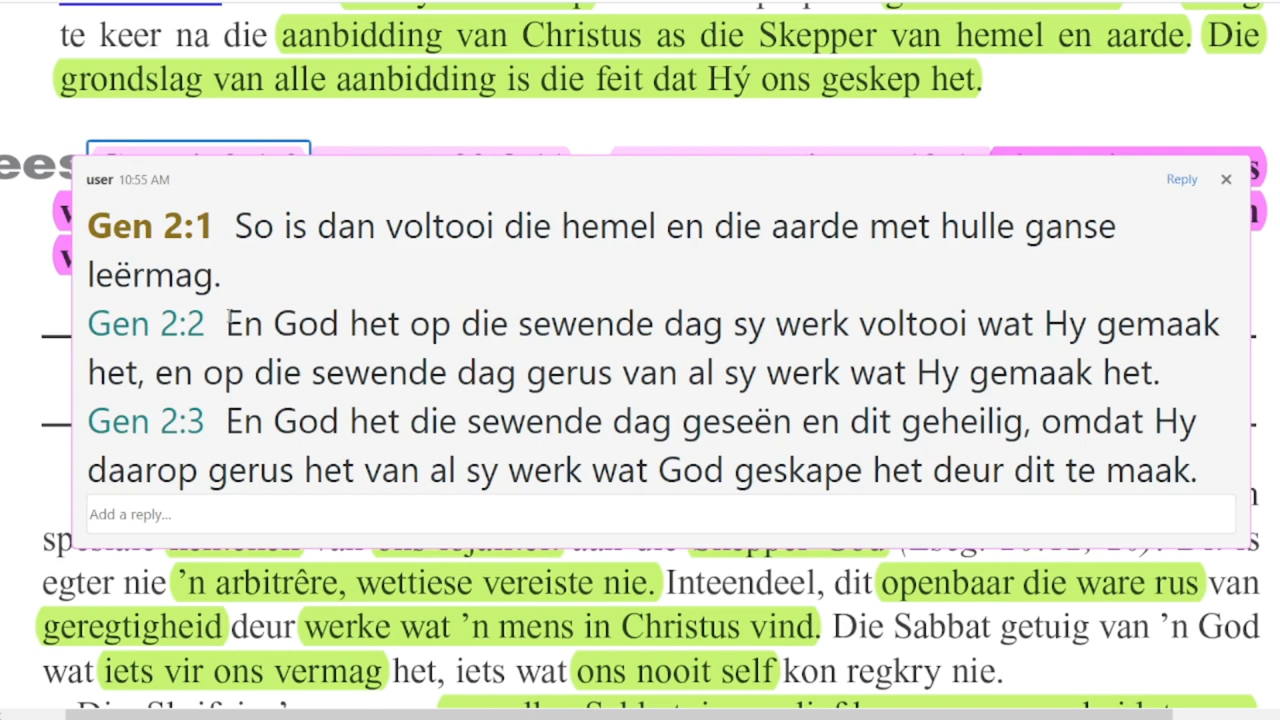 te keer na die aanbidding van Christus as die Skepper van hemel en aarde. Die
grondslag van alle aanbidding is die feit dat Hý ons geskep het.
ees
user 10:55 AM
Reply
Gen 2:1 So is dan voltooi die hemel en die aarde met hulle ganse
leërmag.
Gen 2:2 En God het op die sewende dag sy werk voltooi wat Hy gemaak
het, en op die sewende dag gerus van al sy werk wat Hy gemaak het.
Gen 2:3 En God het die sewende dag geseën en dit geheilig, omdat Hy
daarop gerus het van al sy werk wat God geskape het deur dit te maak.
Add a reply...
egter nie ’n arbitrêre, wettiese vereiste nie. Inteendeel, dit openbaar die ware rus van
geregtigheid deur werke wat ’n mens in Christus vind. Die Sabbat getuig van ’n God
wat iets vir ons vermag het, iets wat ons nooit self kon regkry nie.